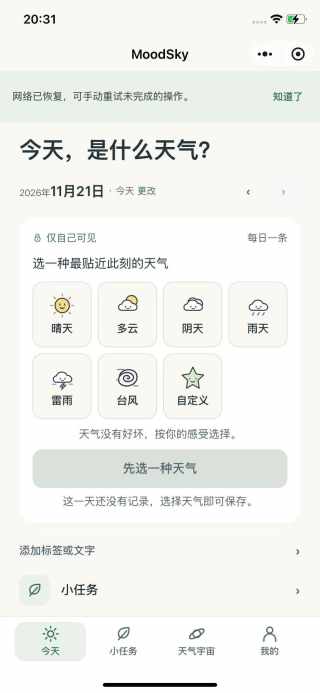 20:31
MoodSky
网络已恢复，可手动重试未完成的操作。 知道了
今天，是什么天气?
2026年11月21日 · 今天 更改 ‹ ›
仅自己可见 每日一条
选一种最贴近此刻的天气
晴天 多云 阴天 雨天
雷雨 台风 自定义
天气没有好坏，按你的感受选择。
先选一种天气
这一天还没有记录，选择天气即可保存。
添加标签或文字 ›
小任务 ›
今天 小任务 天气宇宙 我的